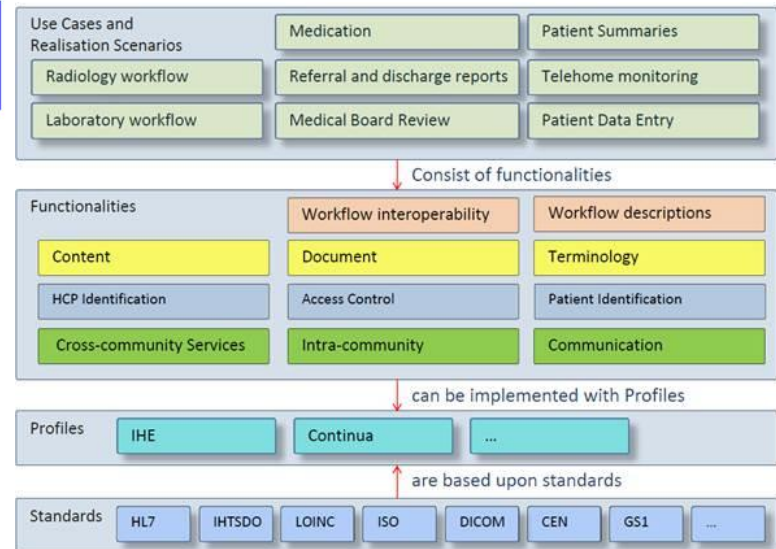 Use Cases and
Realisation Scenarios
Medication
Patient Summaries
Radiology workflow
Referral and discharge reports
Telehome monitoring
Laboratory workflow
Medical Board Review
Patient Data Entry
Consist of functionalities
Functionalities
Workflow interoperability
Workflow descriptions
Content
Document
Terminology
HCP Identification
Access Control
Patient Identification
Cross-community Services
Intra-community
Communication
can be implemented with Profiles
Profiles
IHE
Continua
...
are based upon standards
Standards
HL7
IHTSDO
LOINC
ISO
DICOM
CEN
GS1
...